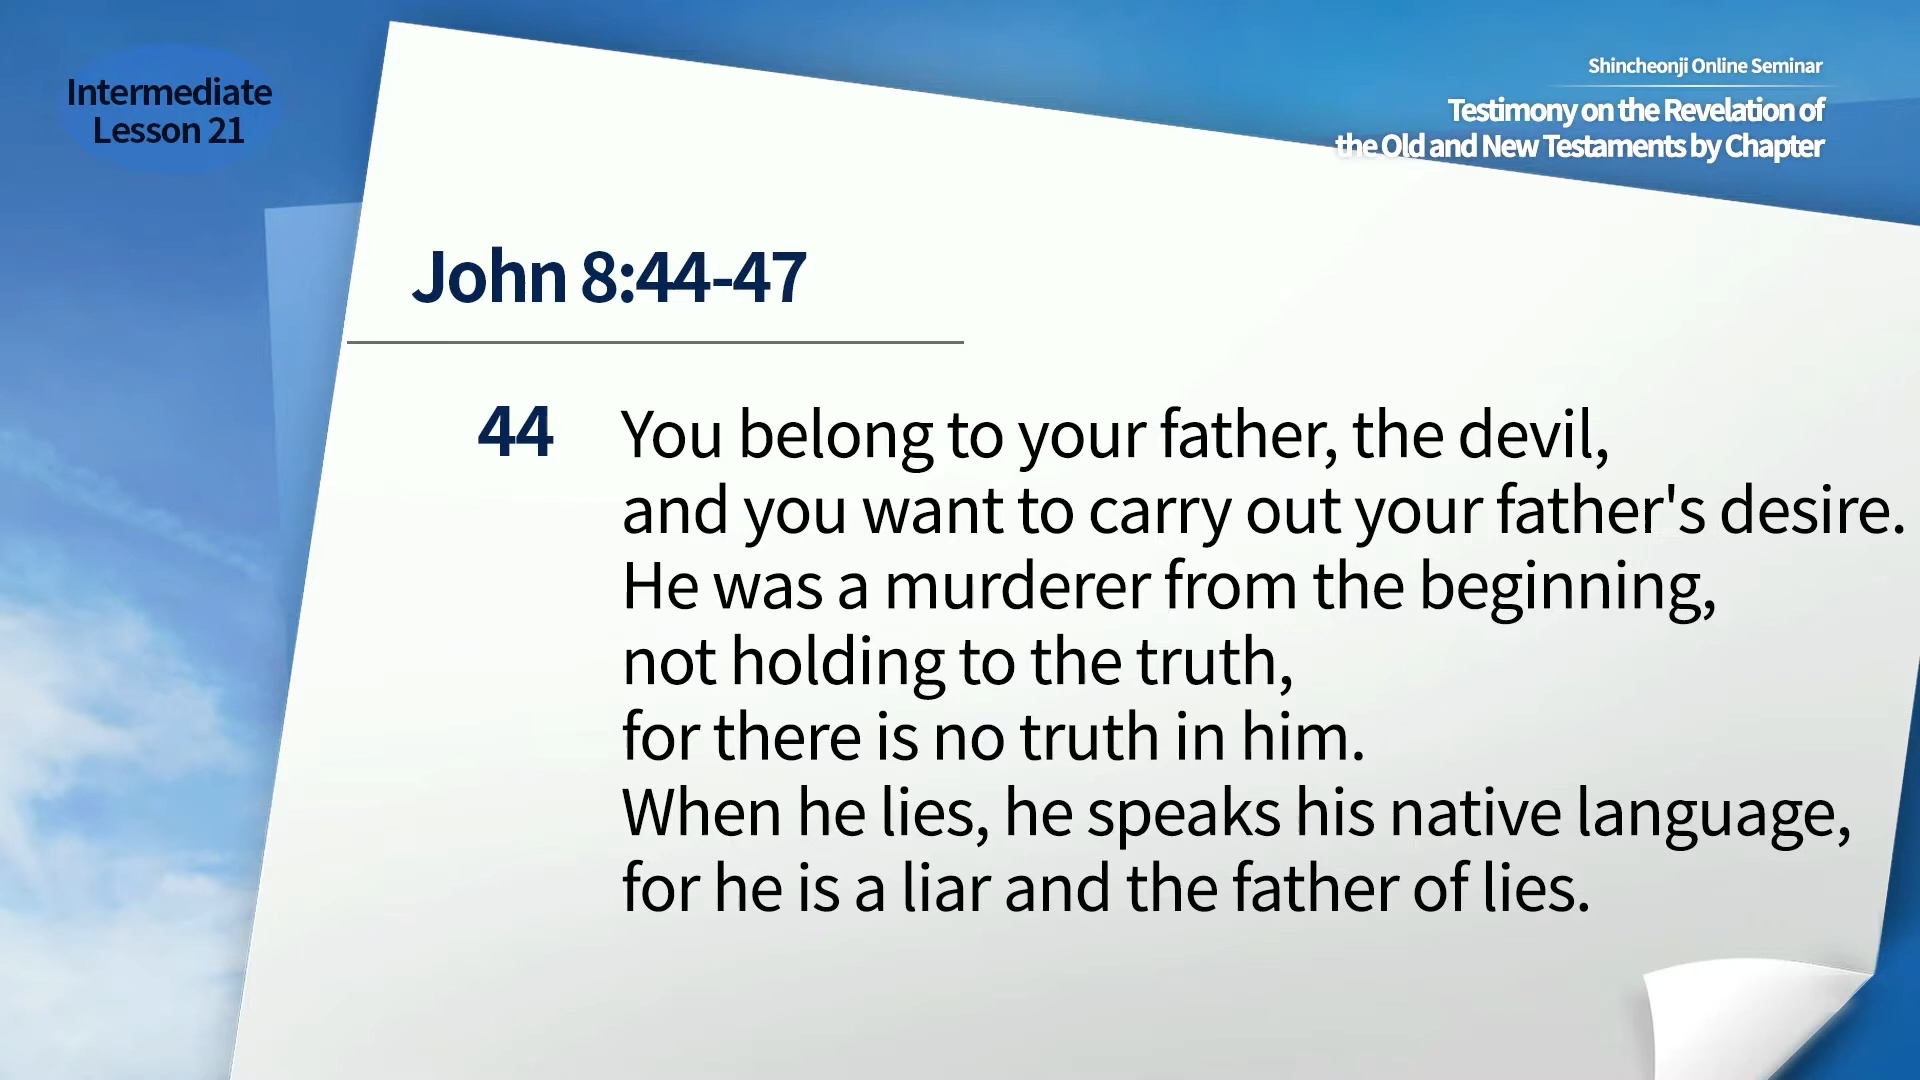 Intermediate
Lesson 21
Shincheonji Online Seminar
Testimony on the Revelation of
the Old and New Testaments by Chapter
John 8:44-47
44 You belong to your father, the devil,
and you want to carry out your father's desire.
He was a murderer from the beginning,
not holding to the truth,
for there is no truth in him.
When he lies, he speaks his native language,
for he is a liar and the father of lies.